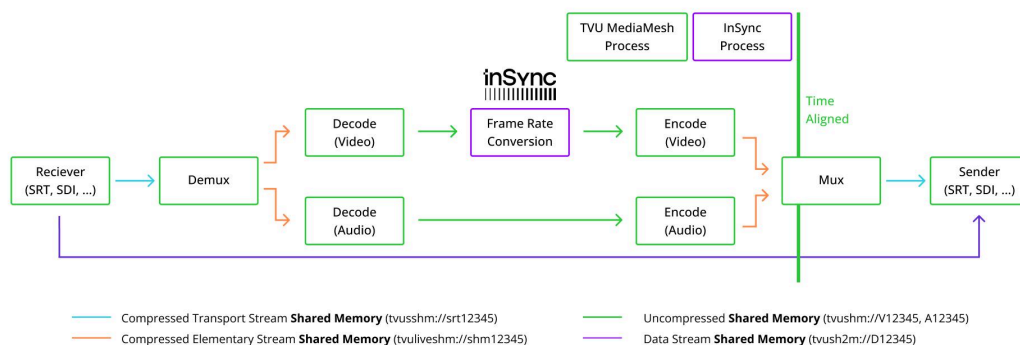 TVU MediaMesh
Process
InSync
Process
inSync
Time
Aligned
Decode
(Video)
Frame Rate
Conversion
Encode
(Video)
Reciever
(SRT, SDI, ...)
Demux
Mux
Sender
(SRT, SDI, ...)
Decode
(Audio)
Encode
(Audio)
Compressed Transport Stream Shared Memory (tvusshm://srt12345)
Uncompressed Shared Memory (tvushm://V12345, A12345)
Compressed Elementary Stream Shared Memory (tvuliveshm://shm12345)
Data Stream Shared Memory (tvush2m://D12345)